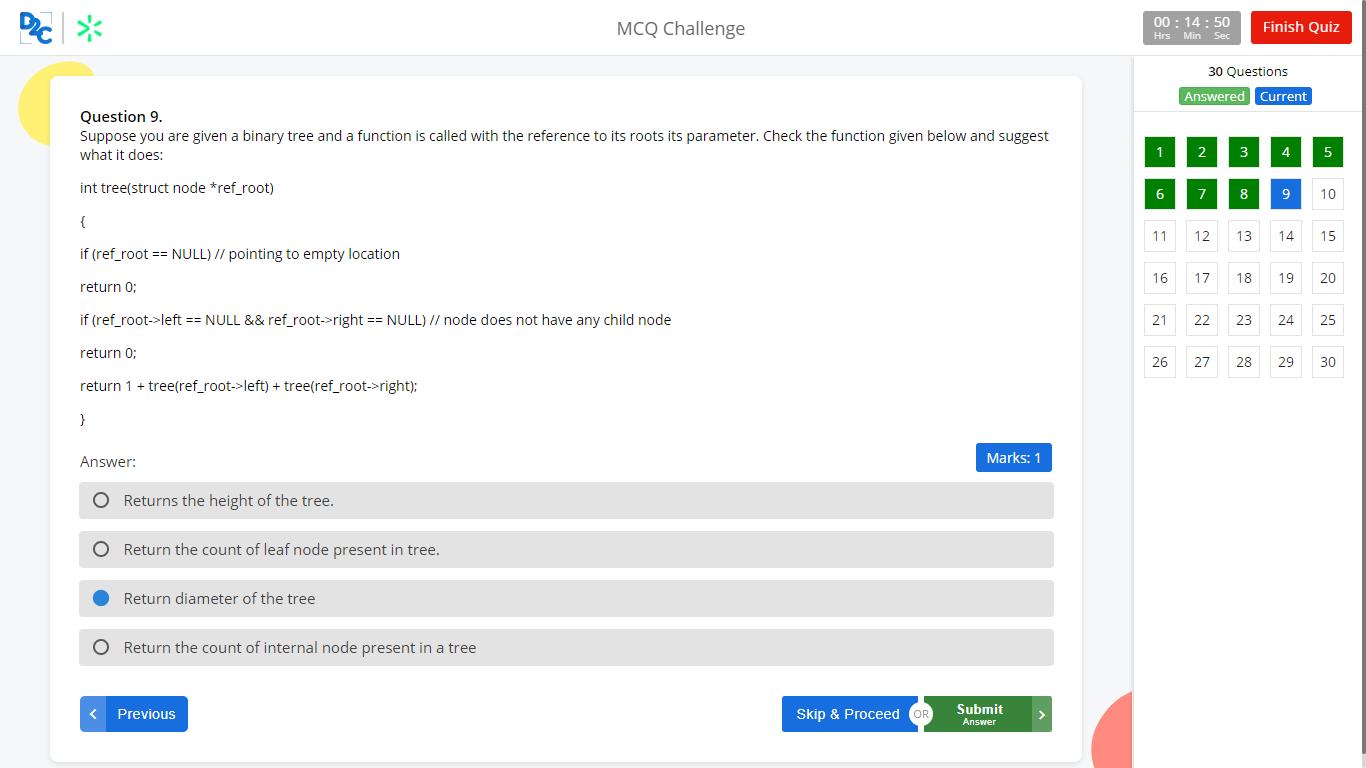 D2C
MCQ Challenge
00 : 14 : 50
Hrs Min Sec
Finish Quiz
30 Questions
Answered Current
Question 9.
Suppose you are given a binary tree and a function is called with the reference to its roots its parameter. Check the function given below and suggest
what it does:
int tree(struct node *ref_root)
{
if (ref_root == NULL) // pointing to empty location
return 0;
if (ref_root->left == NULL && ref_root->right == NULL) // node does not have any child node
return 0;
return 1 + tree(ref_root->left) + tree(ref_root->right);
}
Answer:
Marks: 1
Returns the height of the tree.
Return the count of leaf node present in tree.
Return diameter of the tree
Return the count of internal node present in a tree
Previous
Skip & Proceed
OR
Submit
Answer
1 2 3 4 5
6 7 8 9 10
11 12 13 14 15
16 17 18 19 20
21 22 23 24 25
26 27 28 29 30